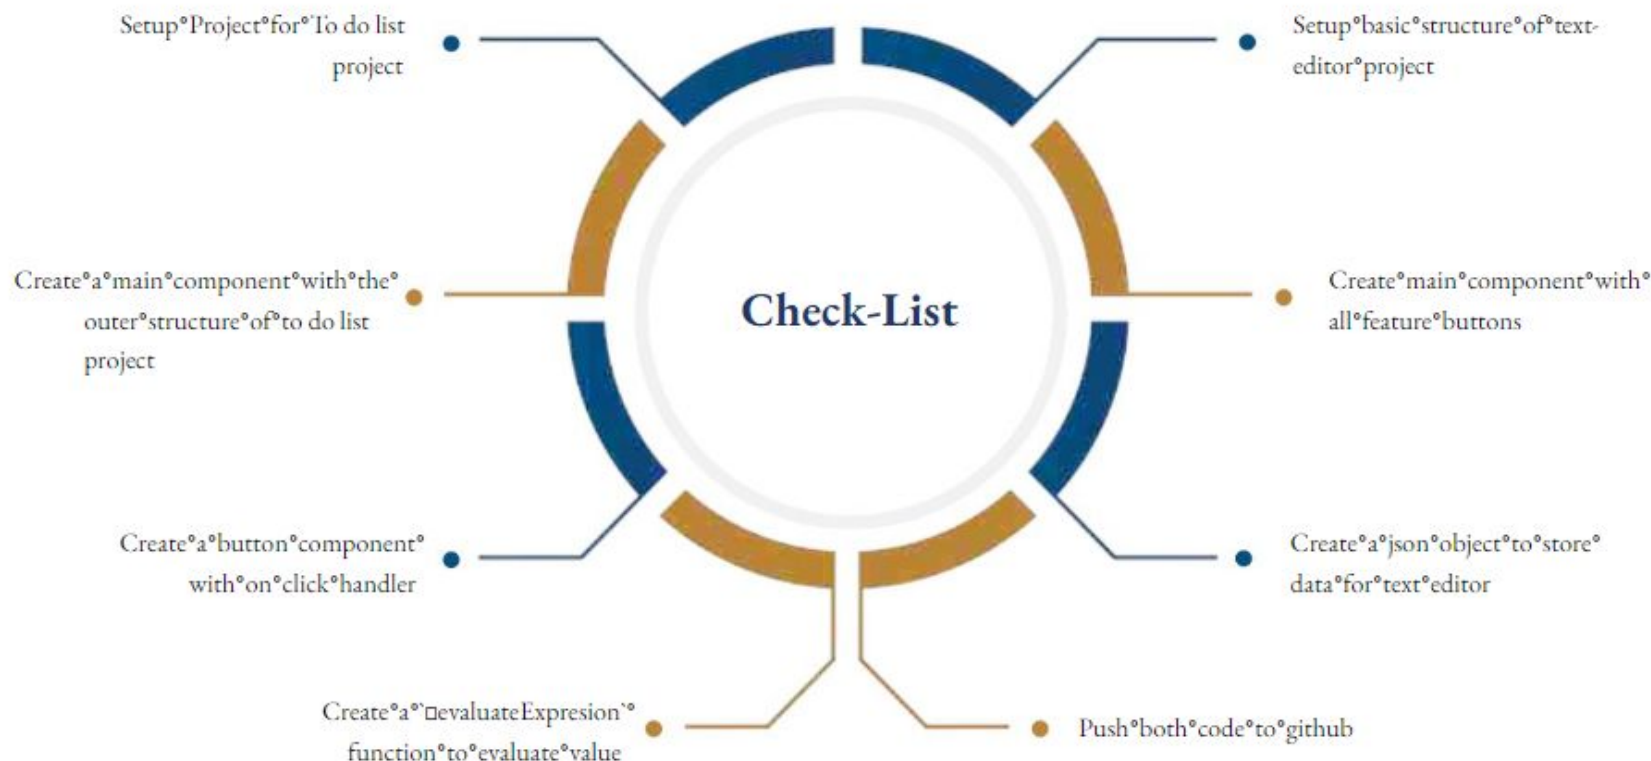 Setup°Project°for°To do list
project
Create°a°main°component°with°the°
outer°structure°of°to do list
project
Create°a°button°component°
with°on°click°handler
Create°a°`□evaluateExpresion`°
function°to°evaluate°value
Check-List
Setup°basic°structure°of°text-
editor°project
Create°main°component°with°
all°feature°buttons
Create°a°json°object°to°store°
data°for°text°editor
Push°both°code°to°github